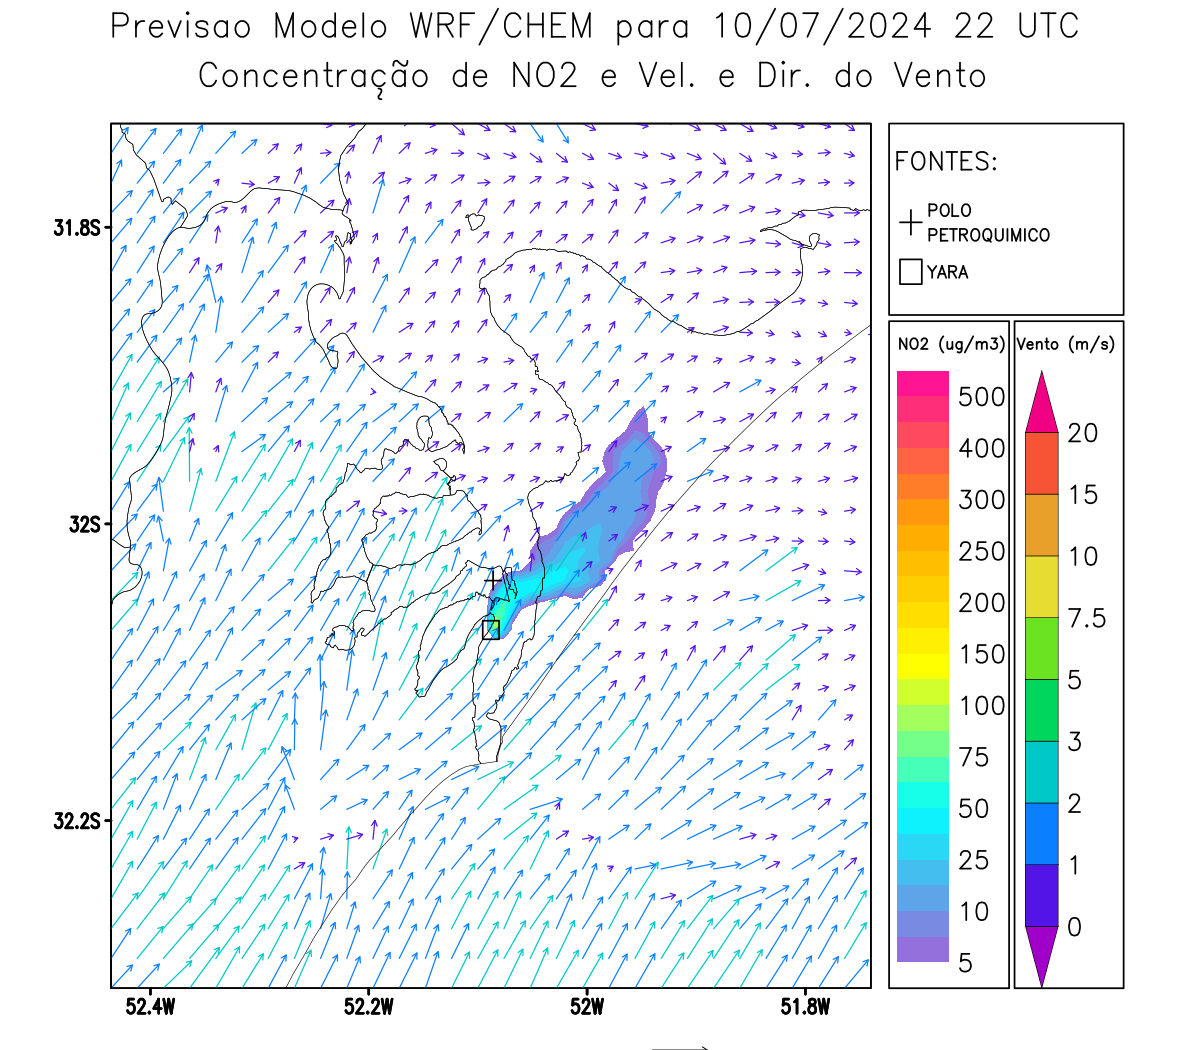 Previsao Modelo WRF/CHEM para 10/07/2024 22 UTC
Concentração de NO2 e Vel. e Dir. do Vento
FONTES:
POLO
PETROQUIMICO
YARA
NO2 (ug/m3)
500
400
300
250
200
150
100
75
50
25
10
5
Vento (m/s)
20
15
10
7.5
5
3
2
1
0
31.8S
32S
32.2S
52.4W
52.2W
52W
51.8W